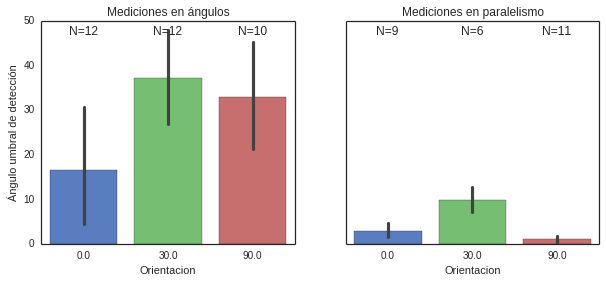 Mediciones en ángulos
N=12 N=12 N=10
50
40
30
20
10
0
Ángulo umbral de detección
0.0 30.0 90.0
Orientacion
Mediciones en paralelismo
N=9 N=6 N=11
0.0 30.0 90.0
Orientacion